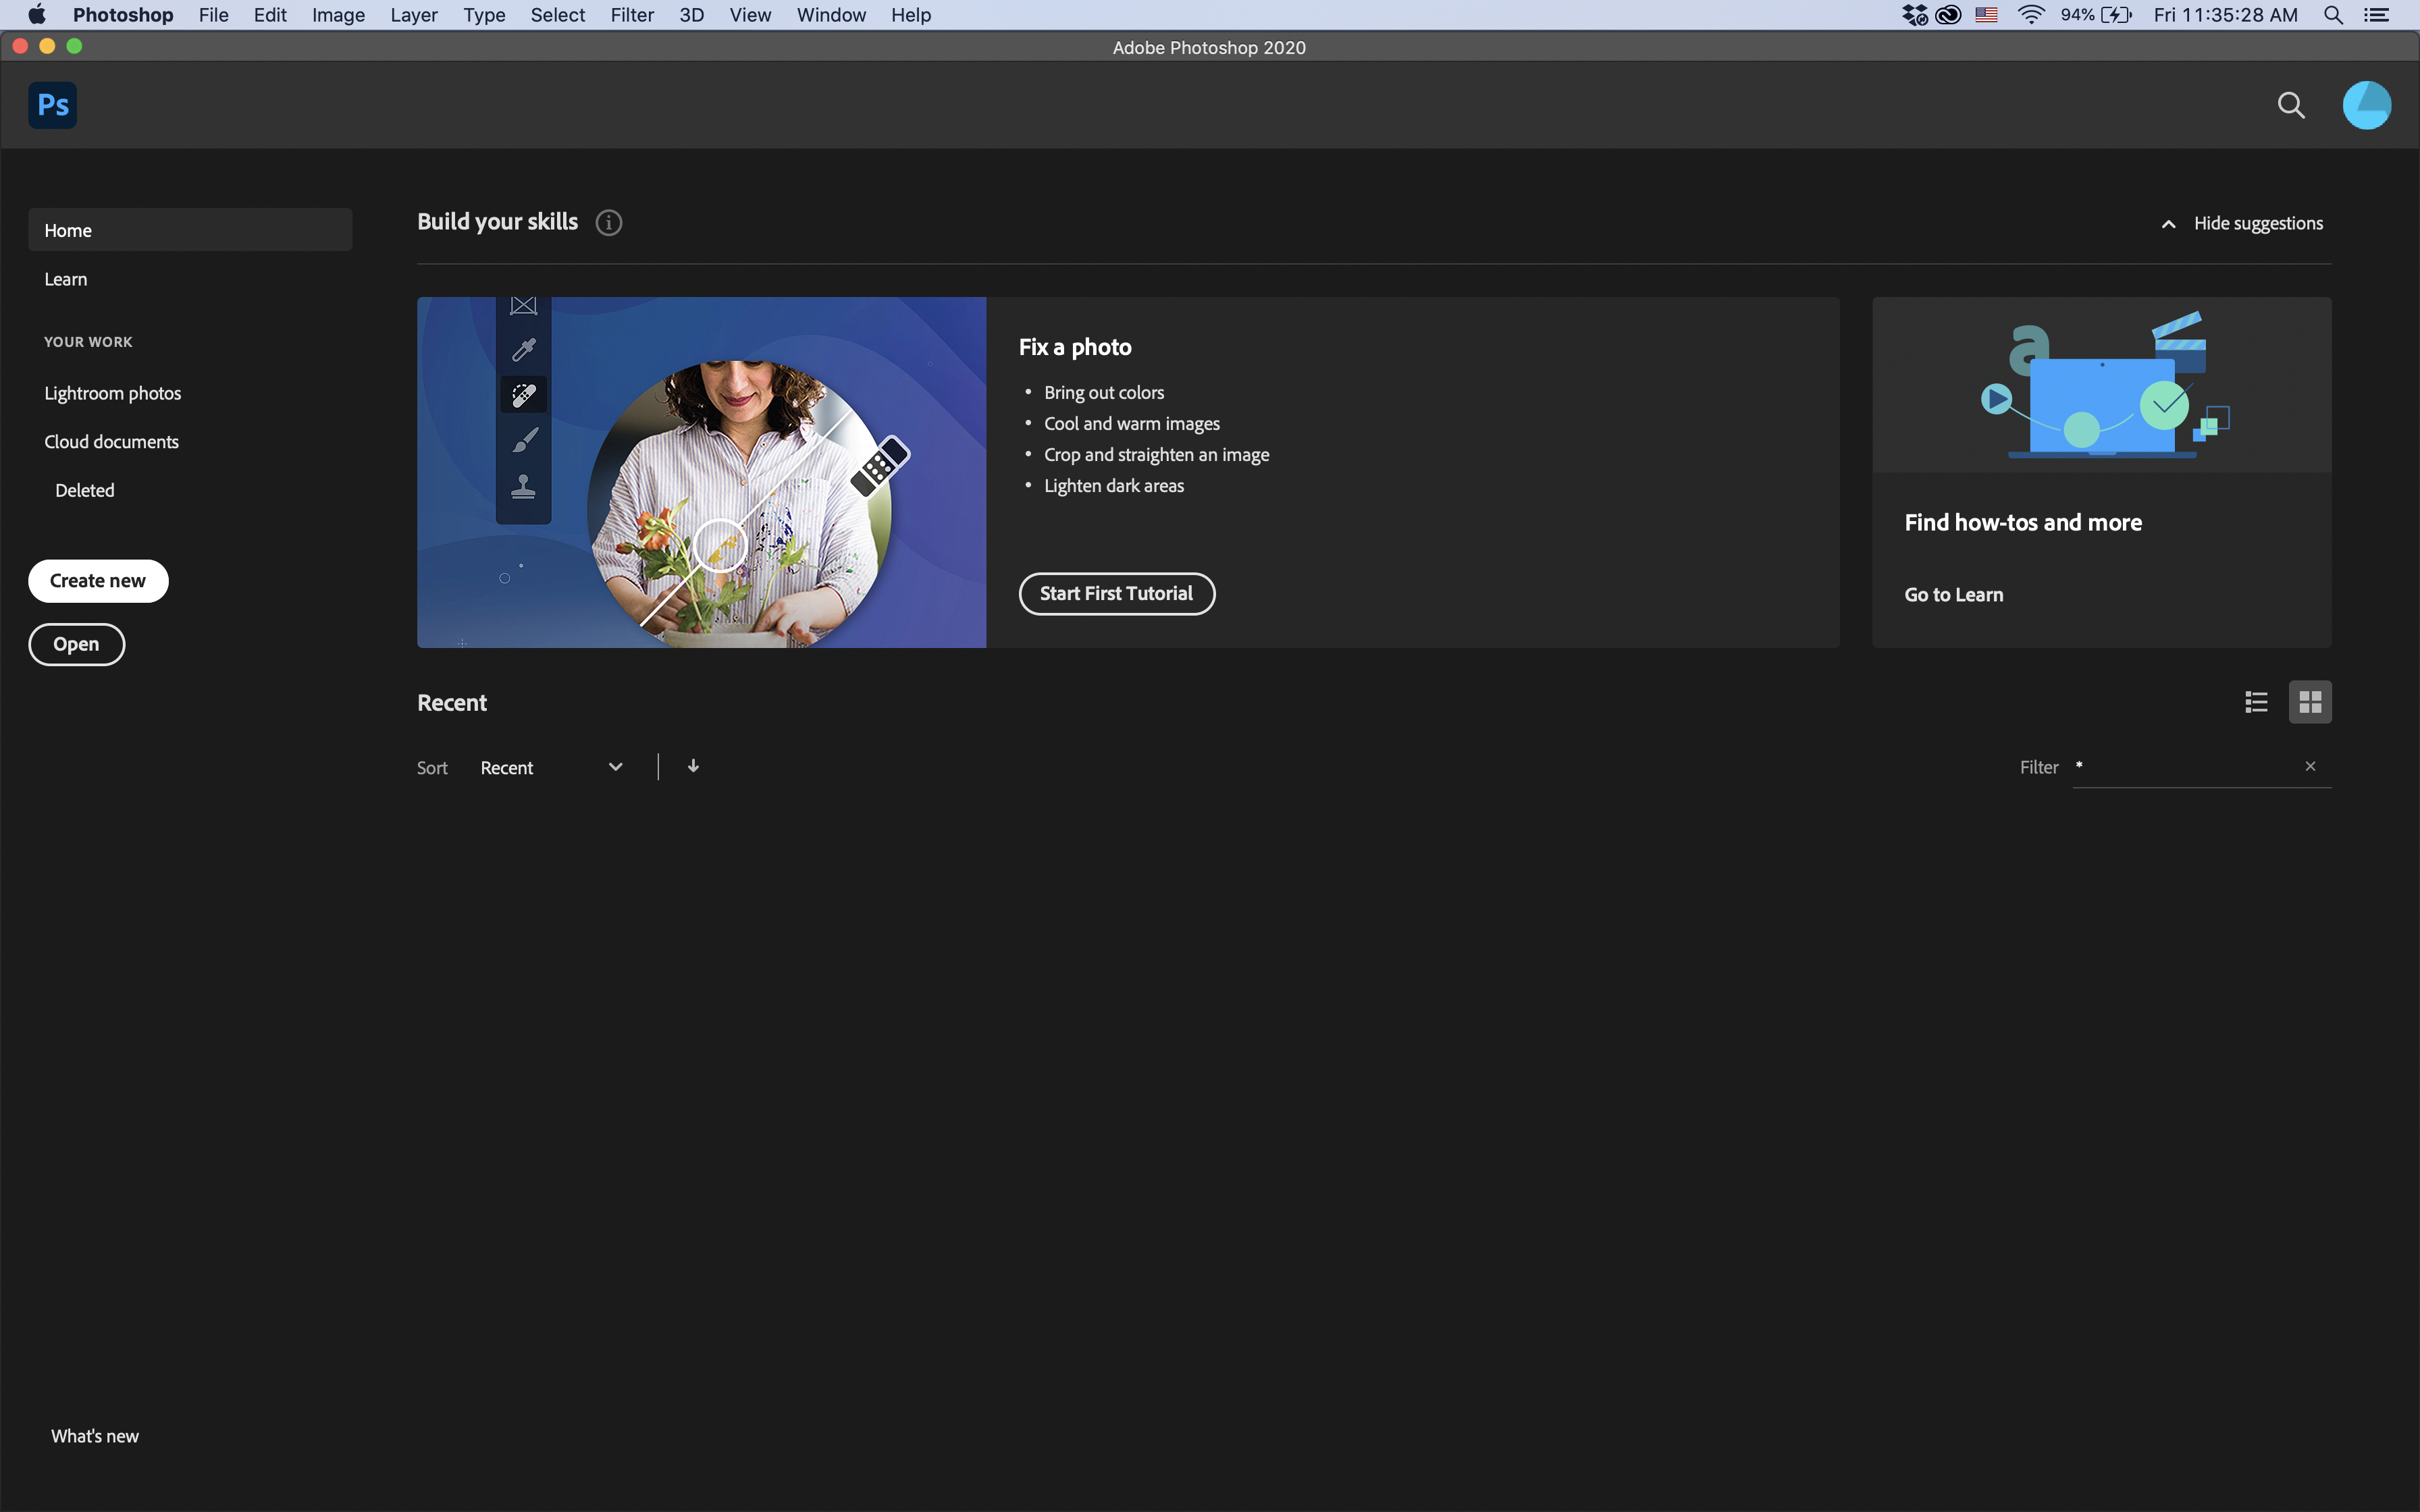 Photoshop File Edit Image Layer Type Select Filter 3D View Window Help 94% Fri 11:35:28 AM
Adobe Photoshop 2020
Ps
Home
Learn
YOUR WORK
Lightroom photos
Cloud documents
Deleted
Create new
Open
Build your skills
Hide suggestions
Fix a photo
• Bring out colors
• Cool and warm images
• Crop and straighten an image
• Lighten dark areas
Start First Tutorial
a
Find how-tos and more
Go to Learn
Recent
Sort Recent
Filter *
What's new